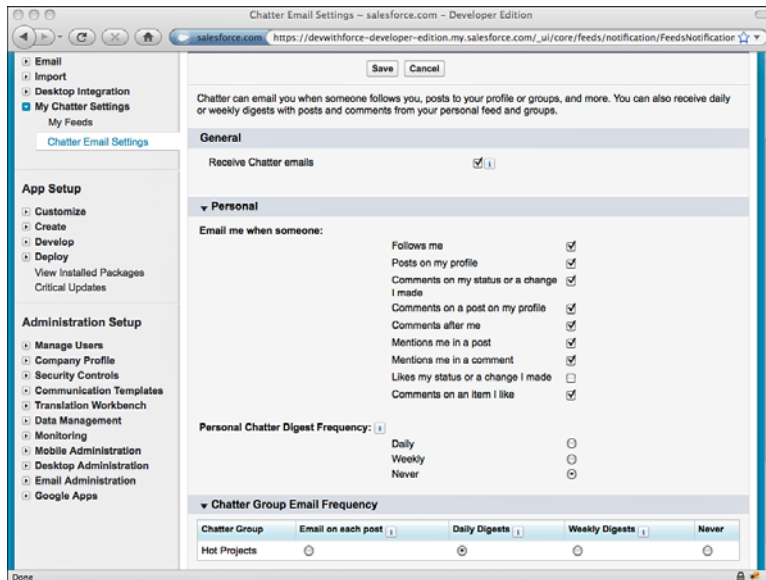 Chatter Email Settings ~ salesforce.com – Developer Edition
salesforce.com https://devwithforce-developer-edition.my.salesforce.com/_ui/core/feeds/notification/FeedsNotification
Email
Import
Desktop Integration
My Chatter Settings
My Feeds
Chatter Email Settings
App Setup
Customize
Create
Develop
Deploy
View Installed Packages
Critical Updates
Administration Setup
Manage Users
Company Profile
Security Controls
Communication Templates
Translation Workbench
Data Management
Monitoring
Mobile Administration
Desktop Administration
Email Administration
Google Apps
Save Cancel
Chatter can email you when someone follows you, posts to your profile or groups, and more. You can also receive daily
or weekly digests with posts and comments from your personal feed and groups.
General
Receive Chatter emails
Personal
Email me when someone:
Follows me
Posts on my profile
Comments on my status or a change
I made
Comments on a post on my profile
Comments after me
Mentions me in a post
Mentions me in a comment
Likes my status or a change I made
Comments on an item I like
Personal Chatter Digest Frequency:
Daily
Weekly
Never
Chatter Group Email Frequency
Chatter Group Email on each post Daily Digests Weekly Digests Never
Hot Projects
Done